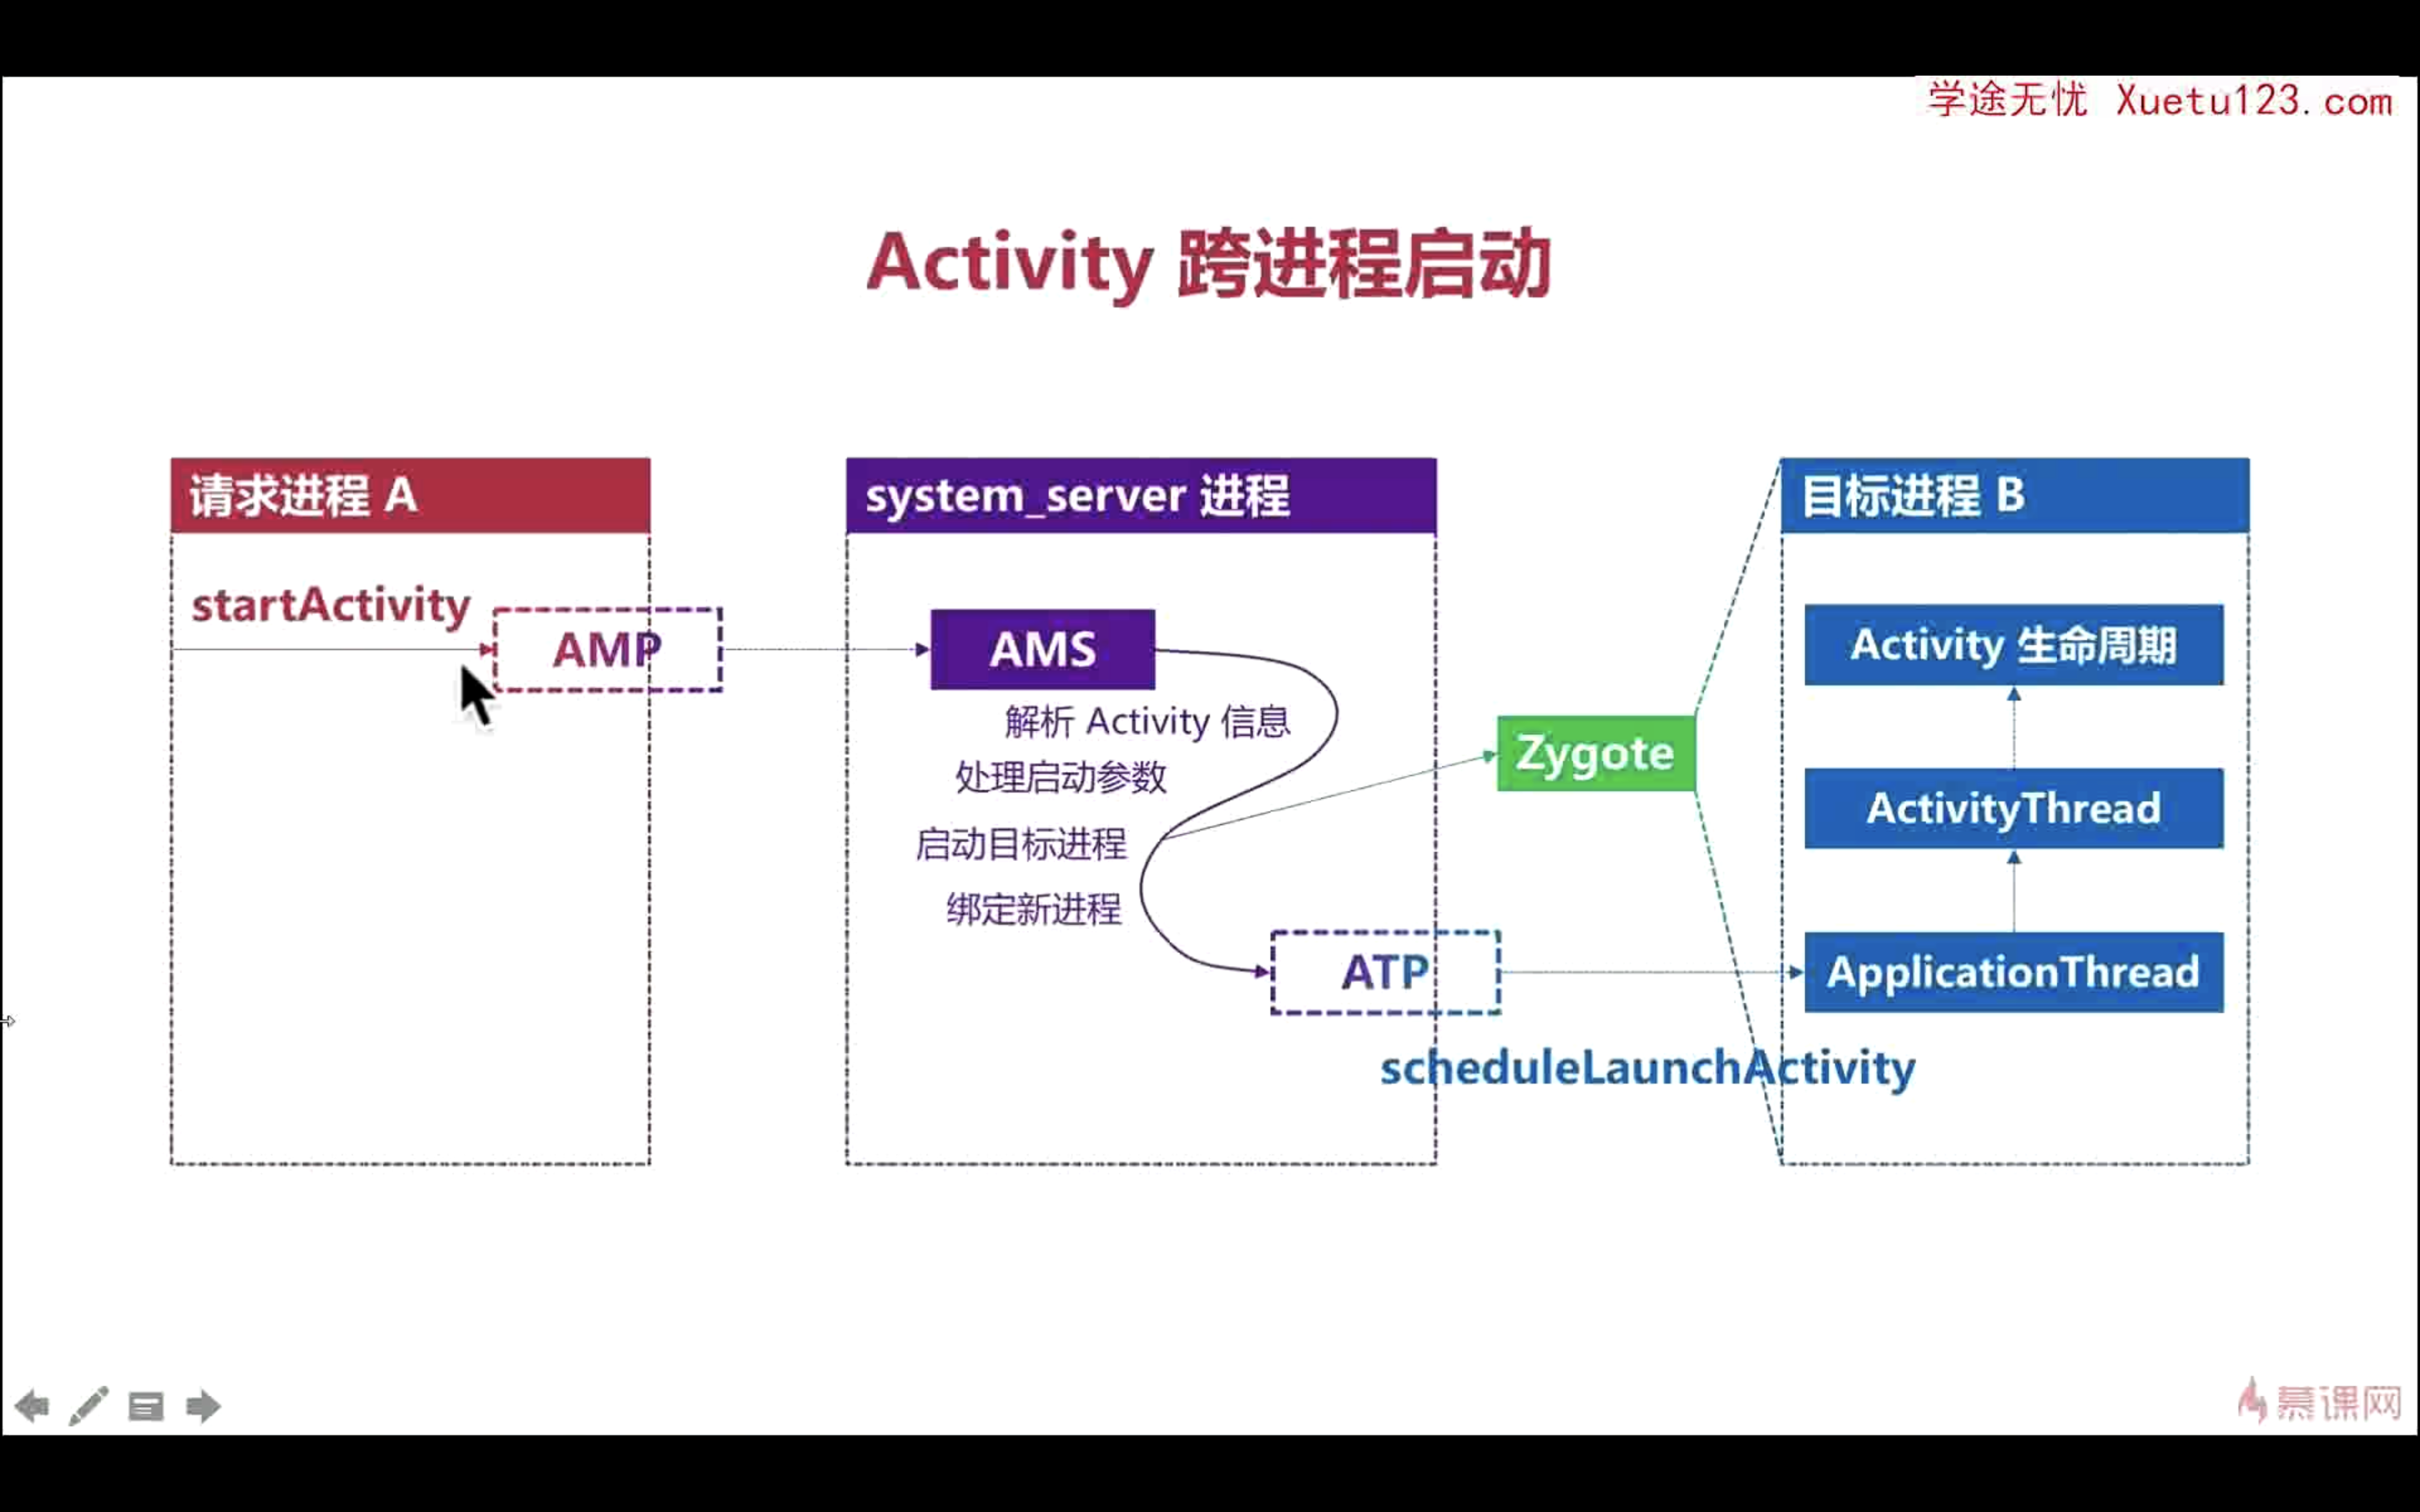 学途无忧 Xuetu123.com
Activity 跨进程启动
请求进程 A
startActivity
AMP
system_server 进程
AMS
解析 Activity 信息
处理启动参数
启动目标进程
绑定新进程
ATP
scheduleLaunchActivity
Zygote
目标进程 B
Activity 生命周期
ActivityThread
ApplicationThread
慕课网